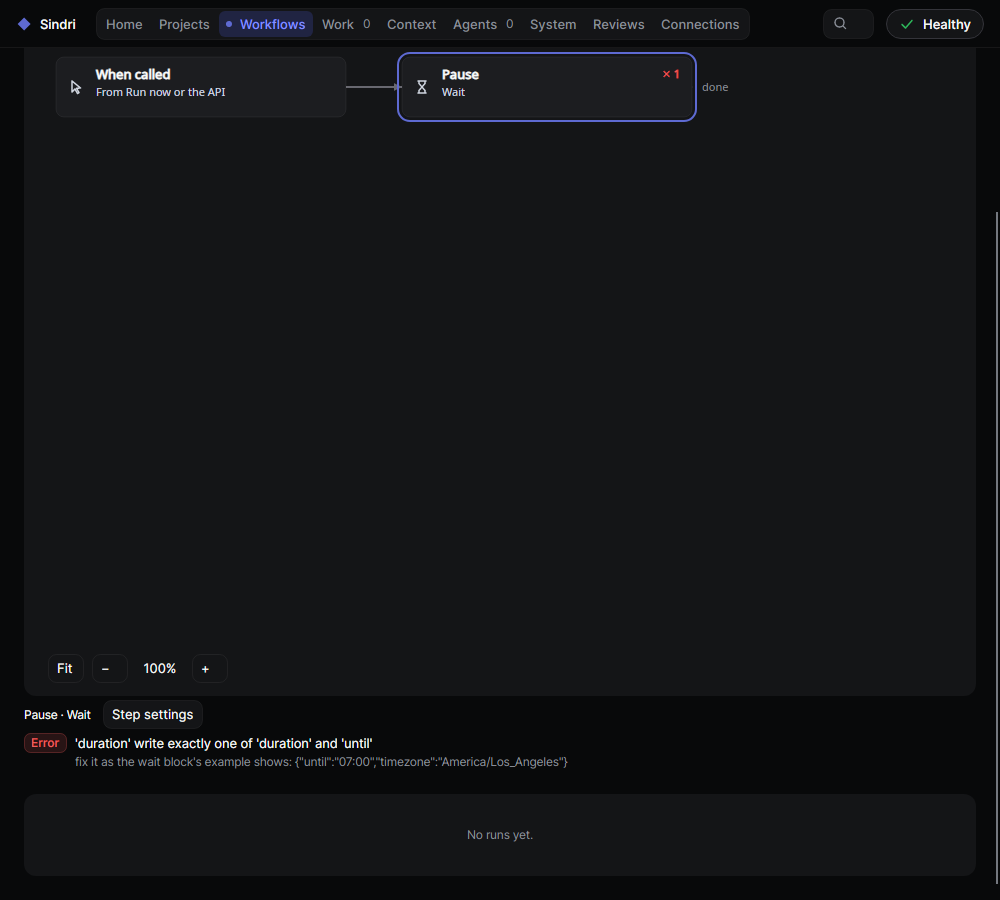 Sindri
Home Projects Workflows Work 0 Context Agents 0 System Reviews Connections
Healthy
When called
From Run now or the API
Pause
Wait
× 1
done
Fit − 100% +
Pause · Wait Step settings
Error 'duration' write exactly one of 'duration' and 'until'
fix it as the wait block's example shows: {"until":"07:00","timezone":"America/Los_Angeles"}
No runs yet.